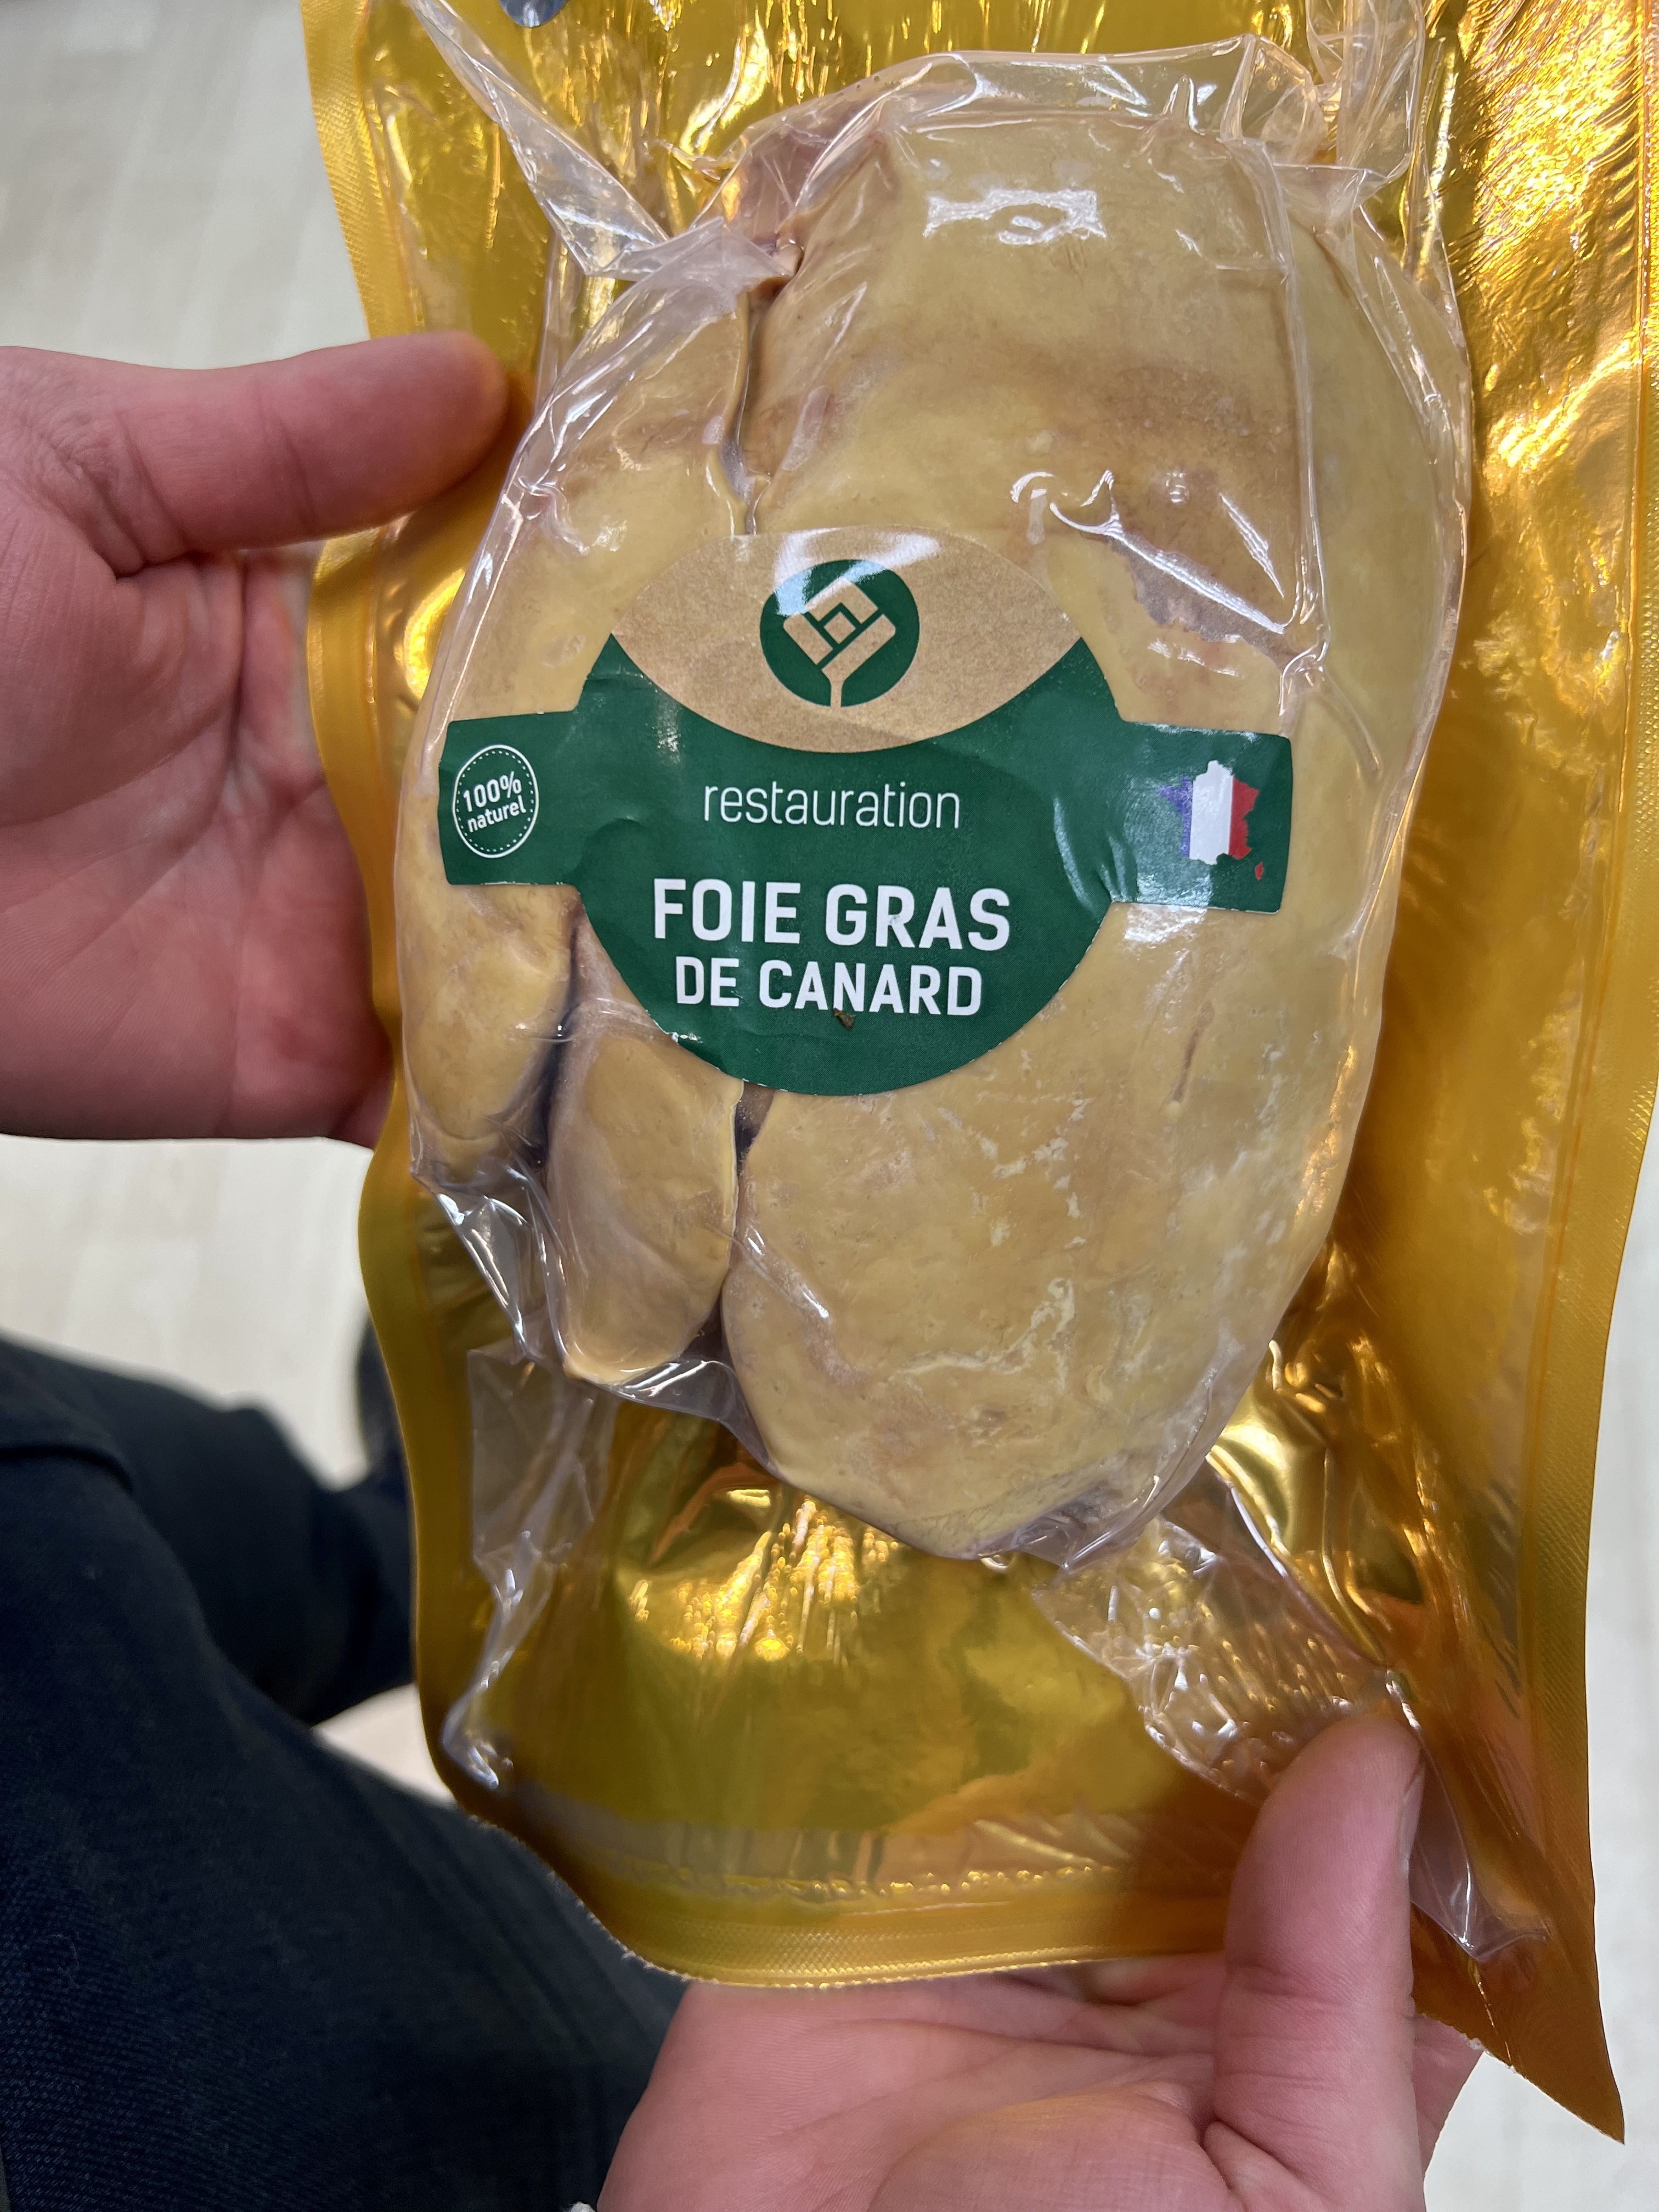 100%
naturel
restauration
FOIE GRAS
DE CANARD